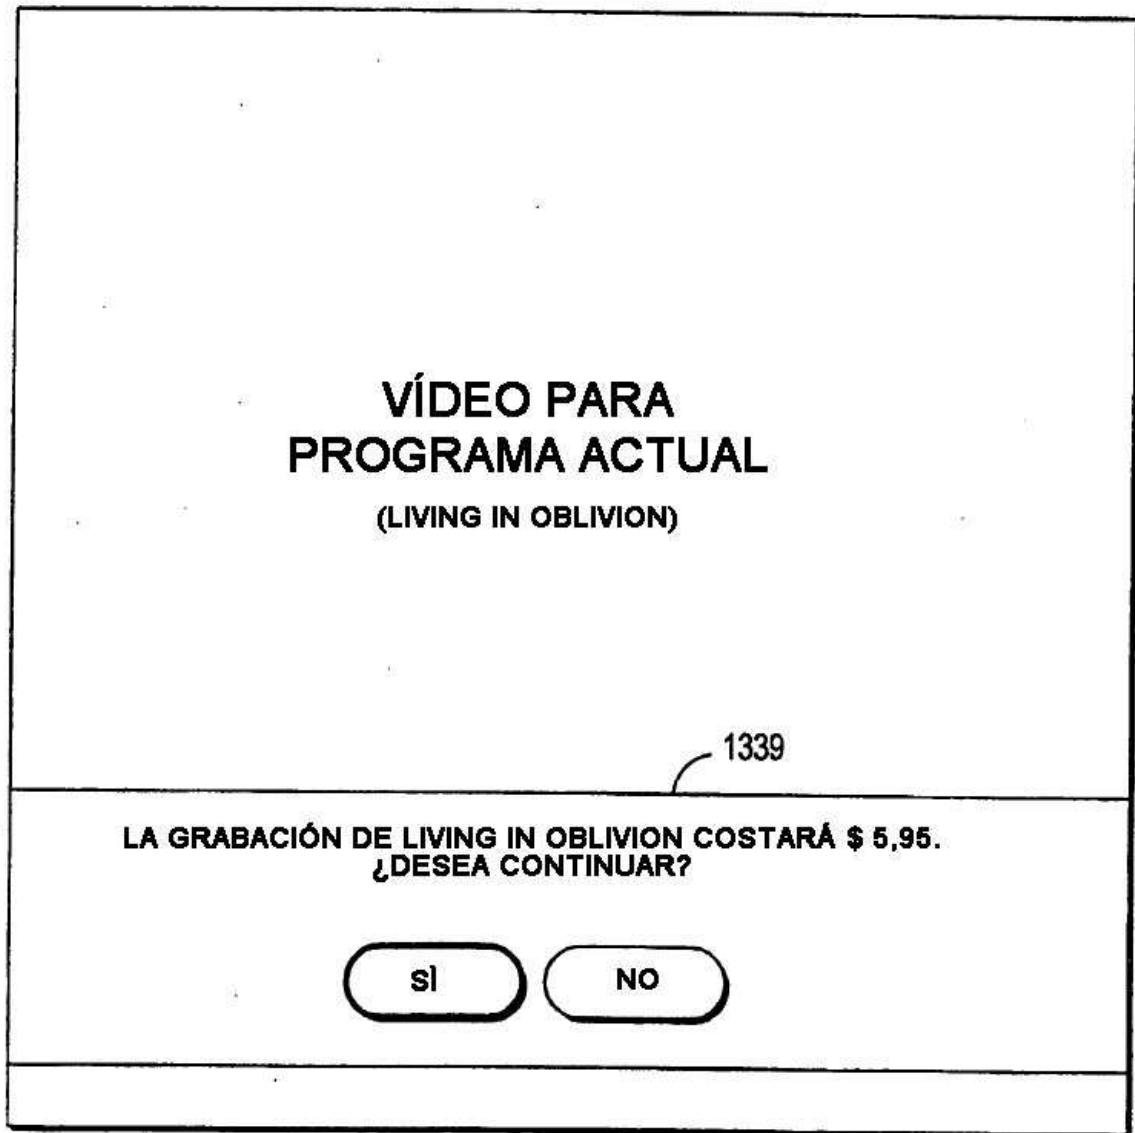 VÍDEO PARA
PROGRAMA ACTUAL
(LIVING IN OBLIVION)
1339
LA GRABACIÓN DE LIVING IN OBLIVION COSTARÁ $ 5,95.
¿DESEA CONTINUAR?
SÌ NO